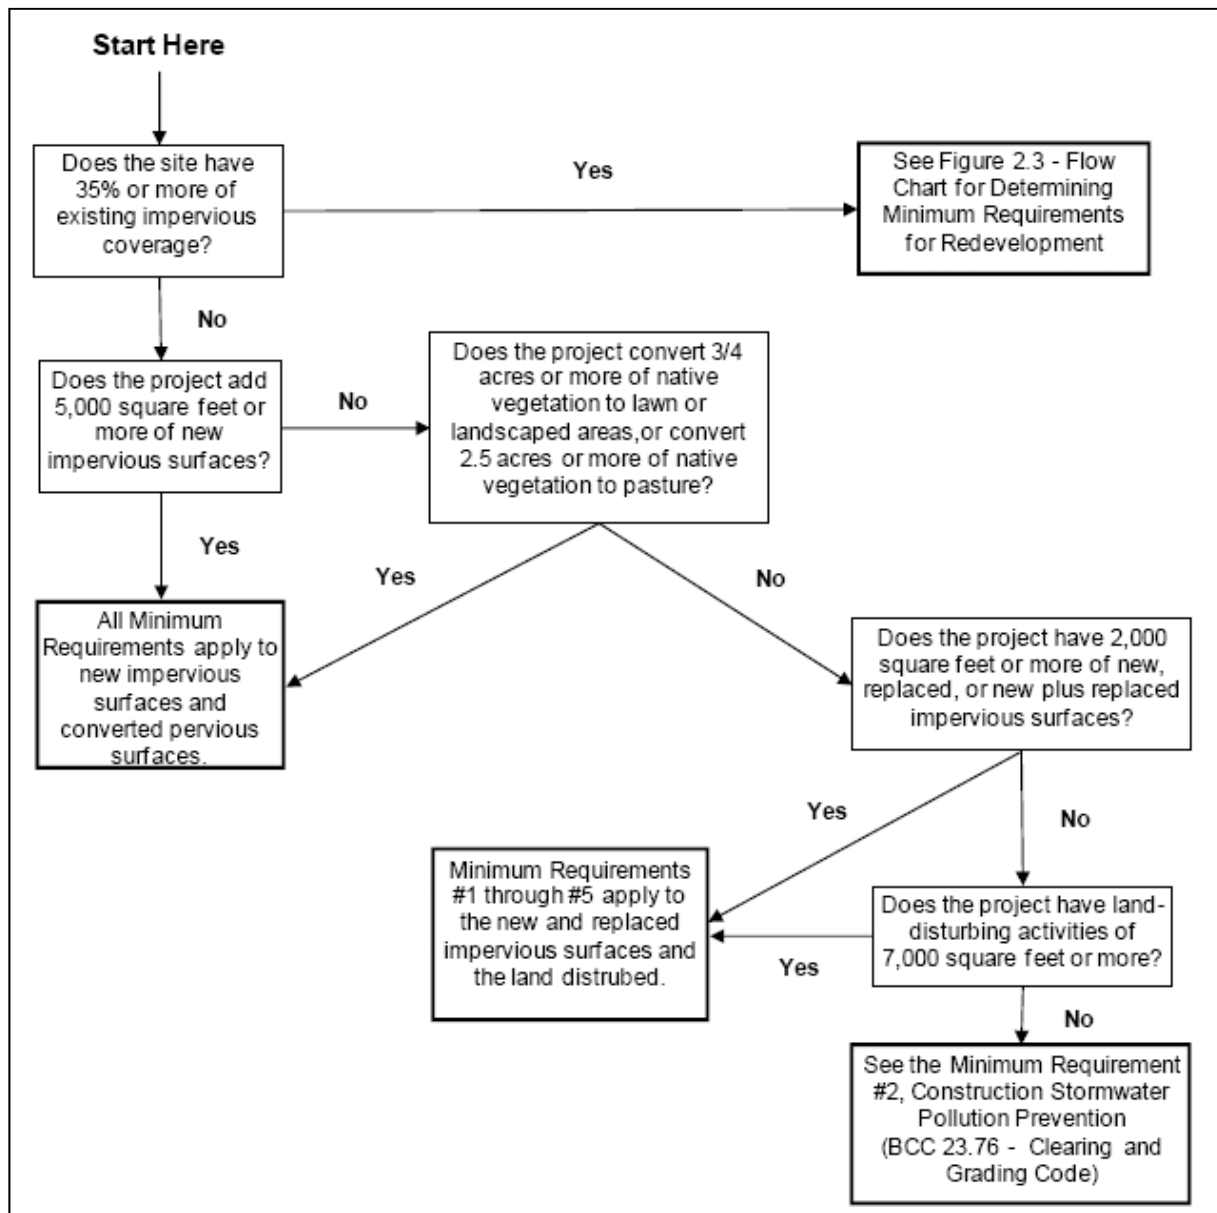 Start Here
Does the site have
35% or more of
existing impervious
coverage?
Yes
See Figure 2.3 - Flow
Chart for Determining
Minimum Requirements
for Redevelopment
No
Does the project add
5,000 square feet or
more of new
impervious surfaces?
No
Does the project convert 3/4
acres or more of native
vegetation to lawn or
landscaped areas,or convert
2.5 acres or more of native
vegetation to pasture?
Yes
Yes
No
All Minimum
Requirements apply to
new impervious
surfaces and
converted pervious
surfaces.
Does the project have 2,000
square feet or more of new,
replaced, or new plus replaced
impervious surfaces?
Yes
No
Minimum Requirements
#1 through #5 apply to
the new and replaced
impervious surfaces and
the land distrubed.
Does the project have land-
disturbing activities of
7,000 square feet or more?
Yes
No
See the Minimum Requirement
#2, Construction Stormwater
Pollution Prevention
(BCC 23.76 - Clearing and
Grading Code)